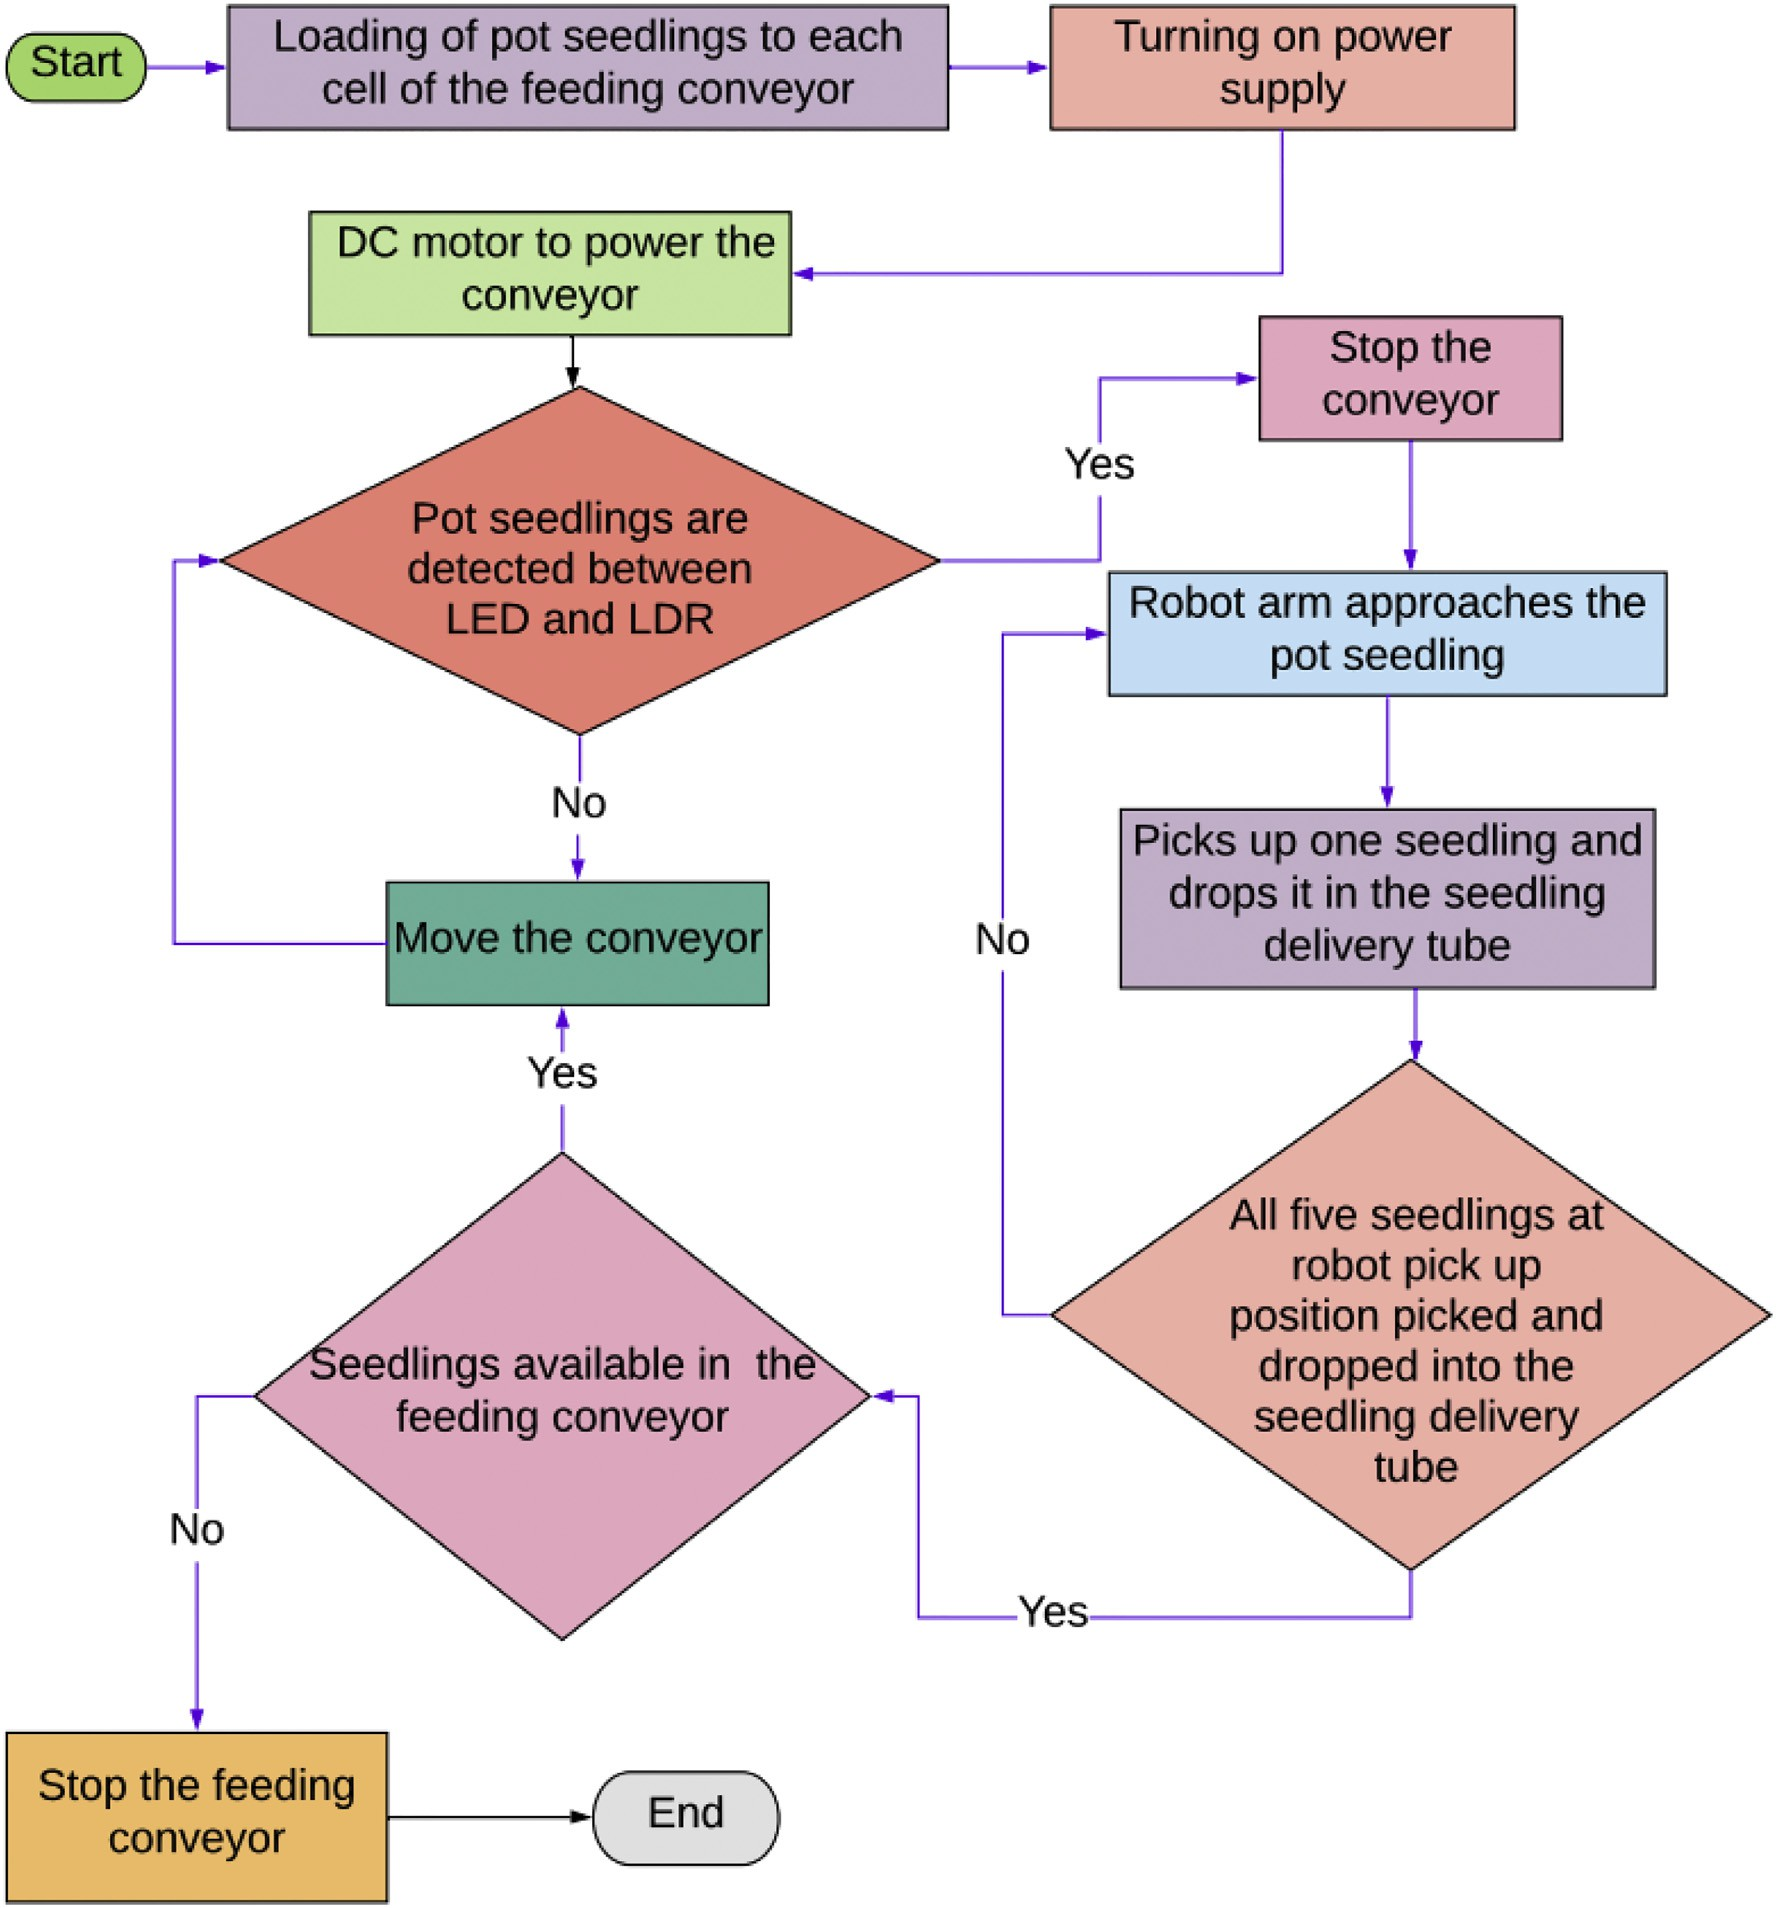 Start
Loading of pot seedlings to each
cell of the feeding conveyor
Turning on power
supply
DC motor to power the
conveyor
Stop the
conveyor
Yes
Pot seedlings are
detected between
LED and LDR
Robot arm approaches the
pot seedling
No
Picks up one seedling and
drops it in the seedling
delivery tube
Move the conveyor
No
Yes
All five seedlings at
robot pick up
position picked and
dropped into the
seedling delivery
tube
Seedlings available in  the
feeding conveyor
No
Yes
Stop the feeding
conveyor
End